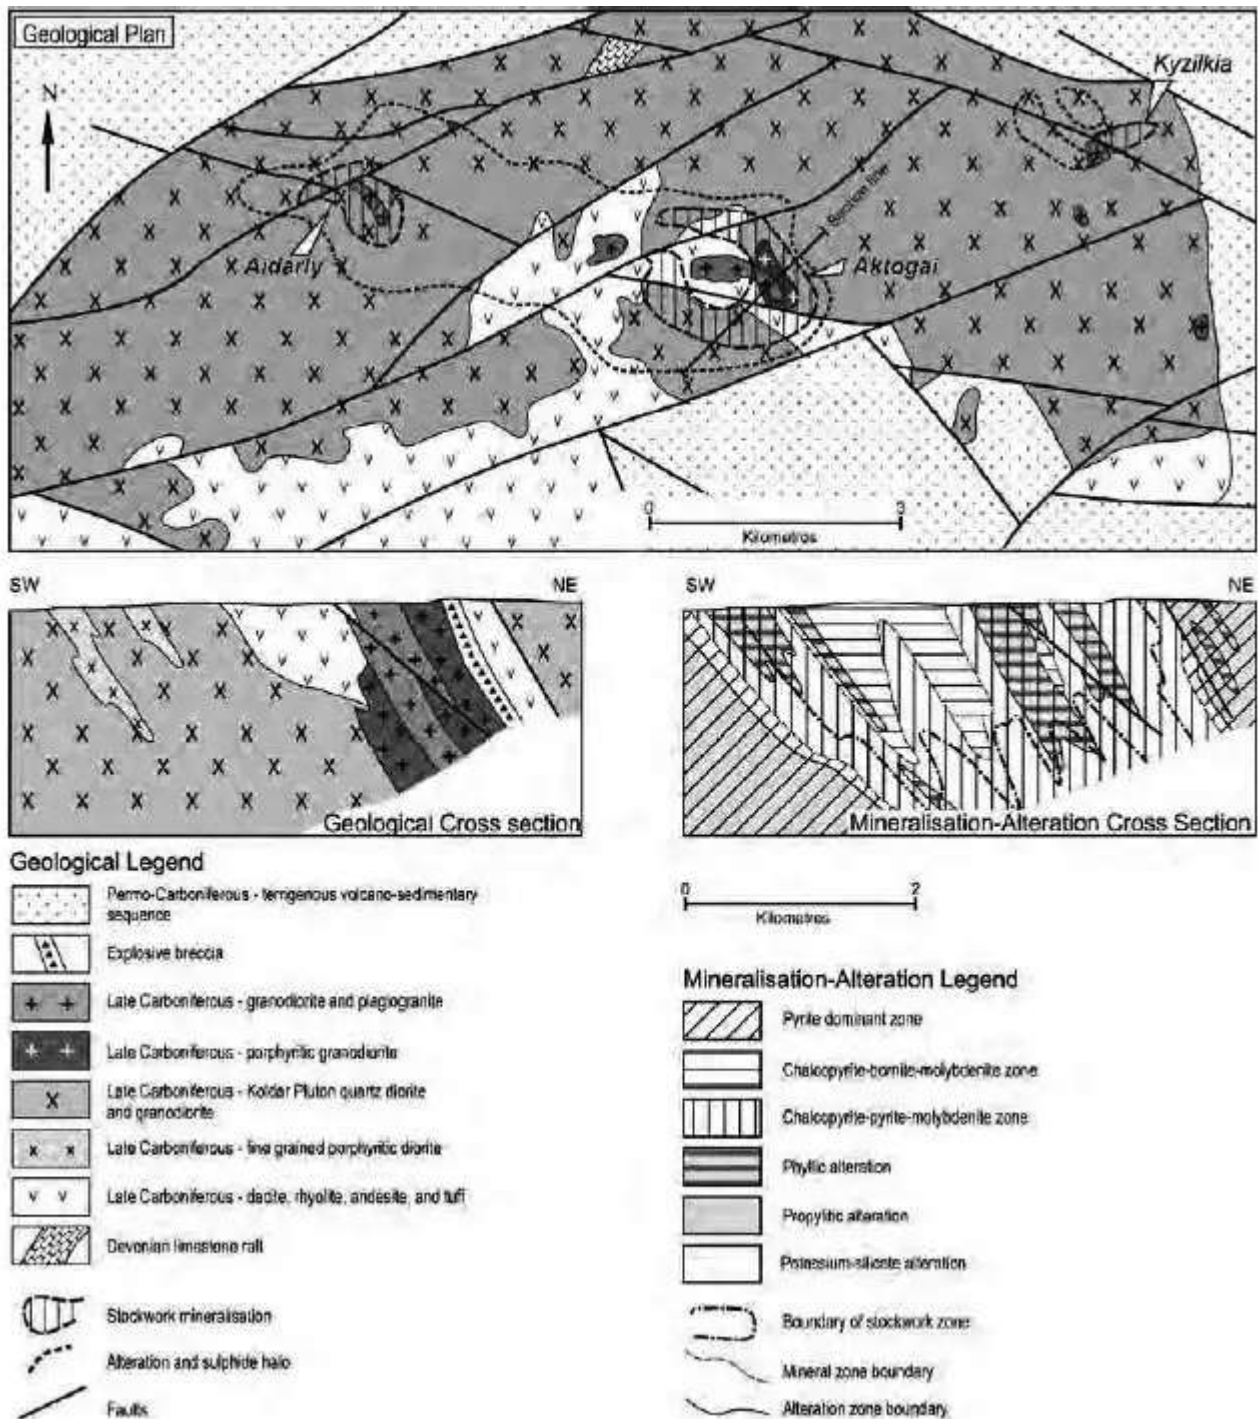 Geological Plan
N
Kyzilkia
Section line
Aidarly
Aktogai
0 3
Kilometres
SW NE
Geological Cross section
SW NE
Mineralisation-Alteration Cross Section
0 2
Kilometres
Geological Legend
Permo-Carboniferous - terrigenous volcano-sedimentary
sequence
Explosive breccia
Late Carboniferous - granodiorite and plagiogranite
Late Carboniferous - porphyritic granodiorite
Late Carboniferous - Koldar Pluton quartz diorite
and granodiorite
Late Carboniferous - fine grained porphyritic diorite
Late Carboniferous - dacite, rhyolite, andesite, and tuff
Devonian limestone raft
Stockwork mineralisation
Alteration and sulphide halo
Faults
Mineralisation-Alteration Legend
Pyrite dominant zone
Chalcopyrite-bornite-molybdenite zone
Chalcopyrite-pyrite-molybdenite zone
Phyllic alteration
Propylitic alteration
Potassium-silicate alteration
Boundary of stockwork zone
Mineral zone boundary
Alteration zone boundary